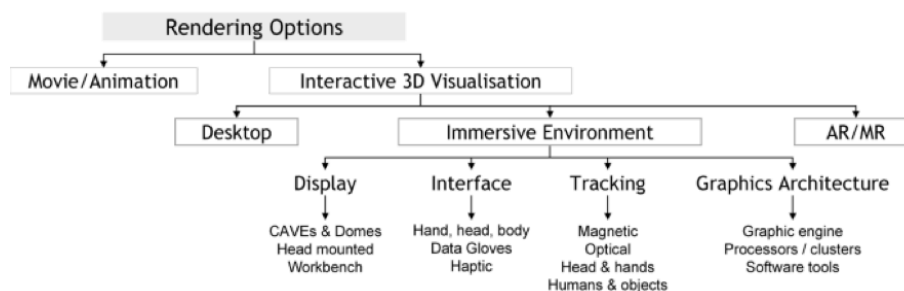 Rendering Options
Movie/Animation
Interactive 3D Visualisation
Desktop
Immersive Environment
AR/MR
Display
Interface
Tracking
Graphics Architecture
CAVEs & Domes
Head mounted
Workbench
Hand, head, body
Data Gloves
Haptic
Magnetic
Optical
Head & hands
Humans & objects
Graphic engine
Processors / clusters
Software tools